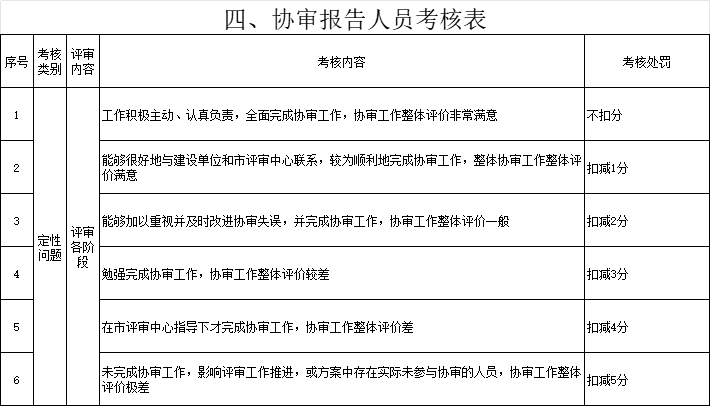 四、协审报告人员考核表
序号 考核类别 评审内容 考核内容 考核处罚
定性问题 评审各阶段
1 工作积极主动、认真负责，全面完成协审工作，协审工作整体评价非常满意 不扣分
2 能够很好地与建设单位和市评审中心联系，较为顺利地完成协审工作，整体协审工作整体评
价满意 扣减1分
3 能够加以重视并及时改进协审失误，并完成协审工作，协审工作整体评价一般 扣减2分
4 勉强完成协审工作，协审工作整体评价较差 扣减3分
5 在市评审中心指导下才完成协审工作，协审工作整体评价差 扣减4分
6 未完成协审工作，影响评审工作推进，或方案中存在实际未参与协审的人员，协审工作整体
评价极差 扣减5分